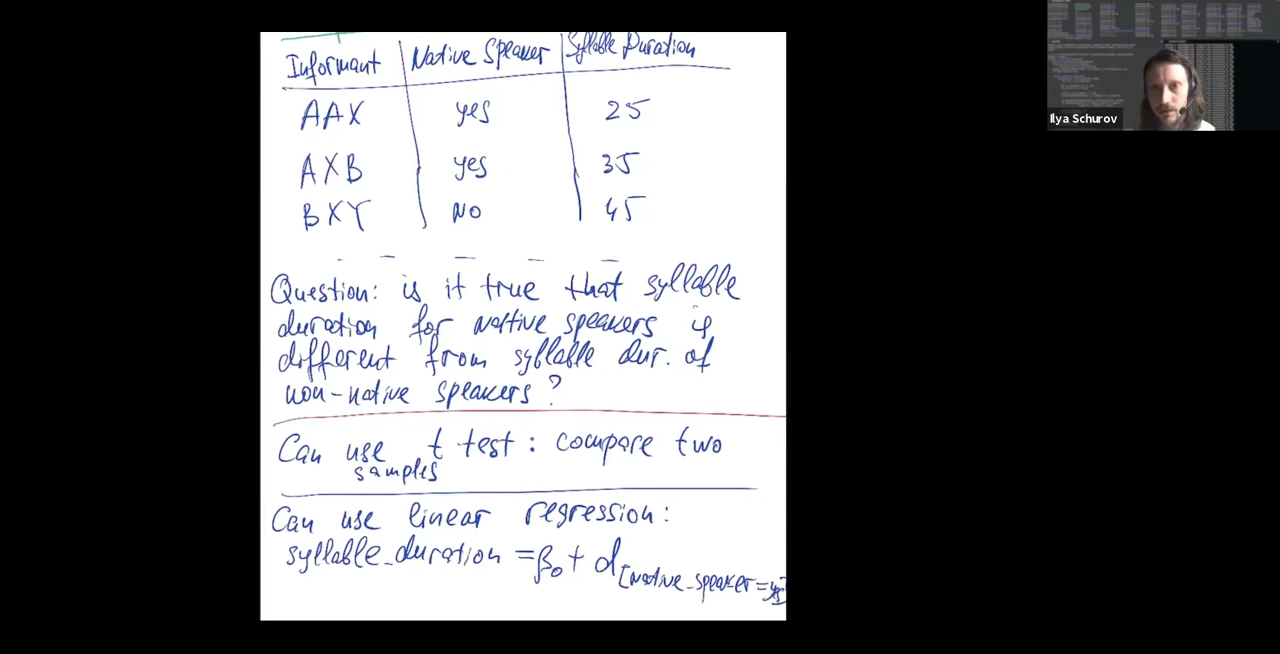 Informant | Native Speaker | Syllable Duration
AAX yes 25
AXB yes 35
BXY No 45
Question: is it true that syllable
duration for native speakers is
different from syllable dur. of
non-native speakers?
Can use t test: compare two
samples
Can use linear regression:
syllable_duration = β₀ + d[native_speaker=yes]
Ilya Schurov